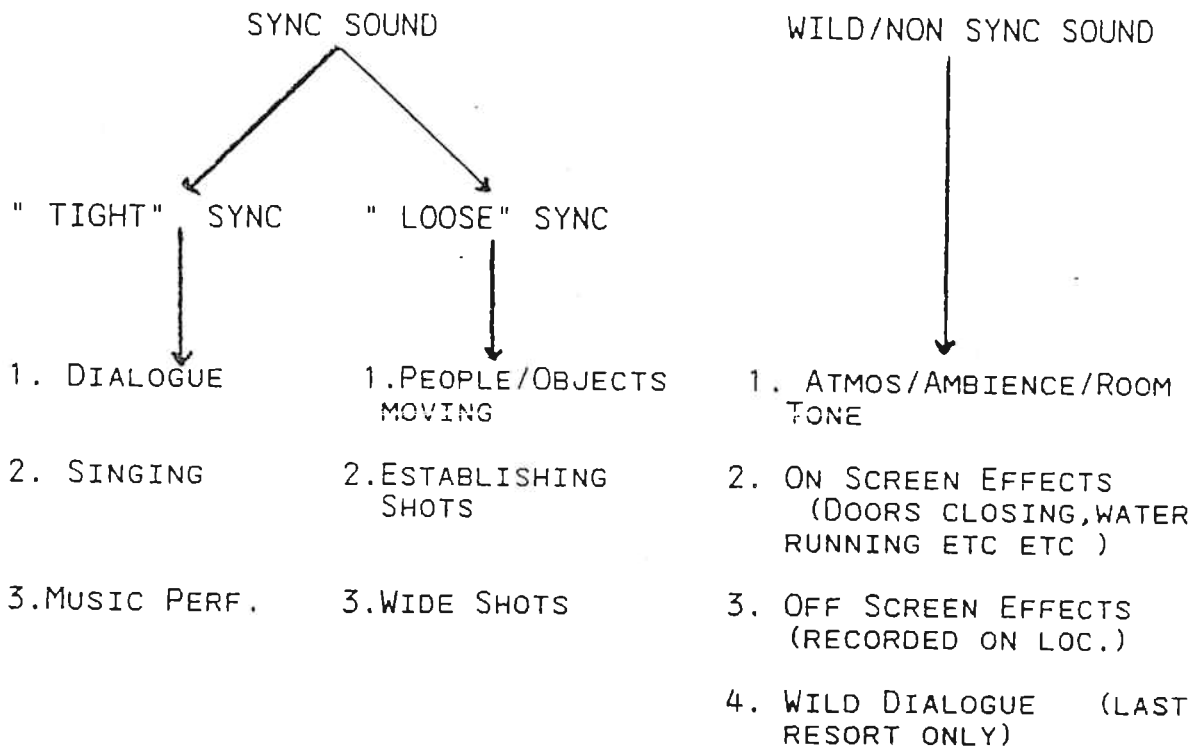 SYNC SOUND
WILD/NON SYNC SOUND
" TIGHT" SYNC
" LOOSE" SYNC
1. DIALOGUE
2. SINGING
3.MUSIC PERF.
1.PEOPLE/OBJECTS
MOVING
2.ESTABLISHING
SHOTS
3.WIDE SHOTS
1. ATMOS/AMBIENCE/ROOM
TONE
2. ON SCREEN EFFECTS
(DOORS CLOSING,WATER
RUNNING ETC ETC )
3. OFF SCREEN EFFECTS
(RECORDED ON LOC.)
4. WILD DIALOGUE (LAST
RESORT ONLY)